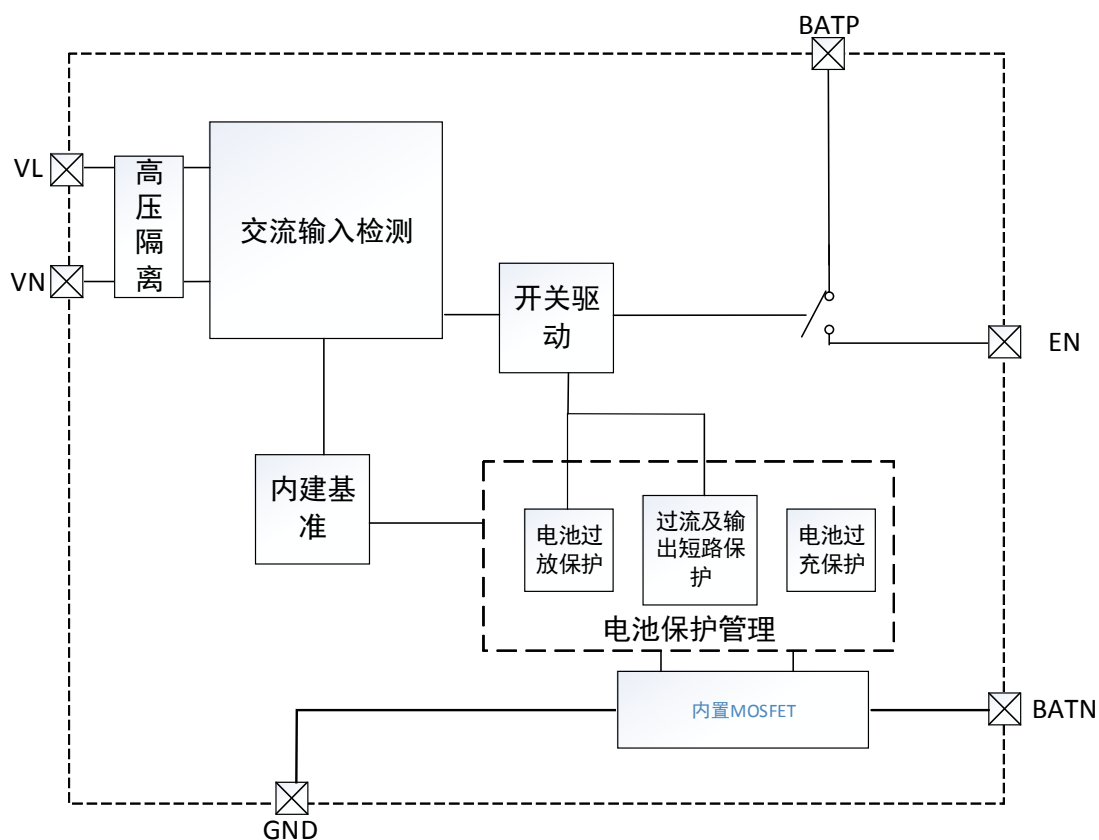 BATP
VL
高
压
隔
离
VN
交流输入检测
开关驱
动
EN
内建基
准
电池过
放保护
过流及输
出短路保
护
电池过
充保护
电池保护管理
内置MOSFET
BATN
GND